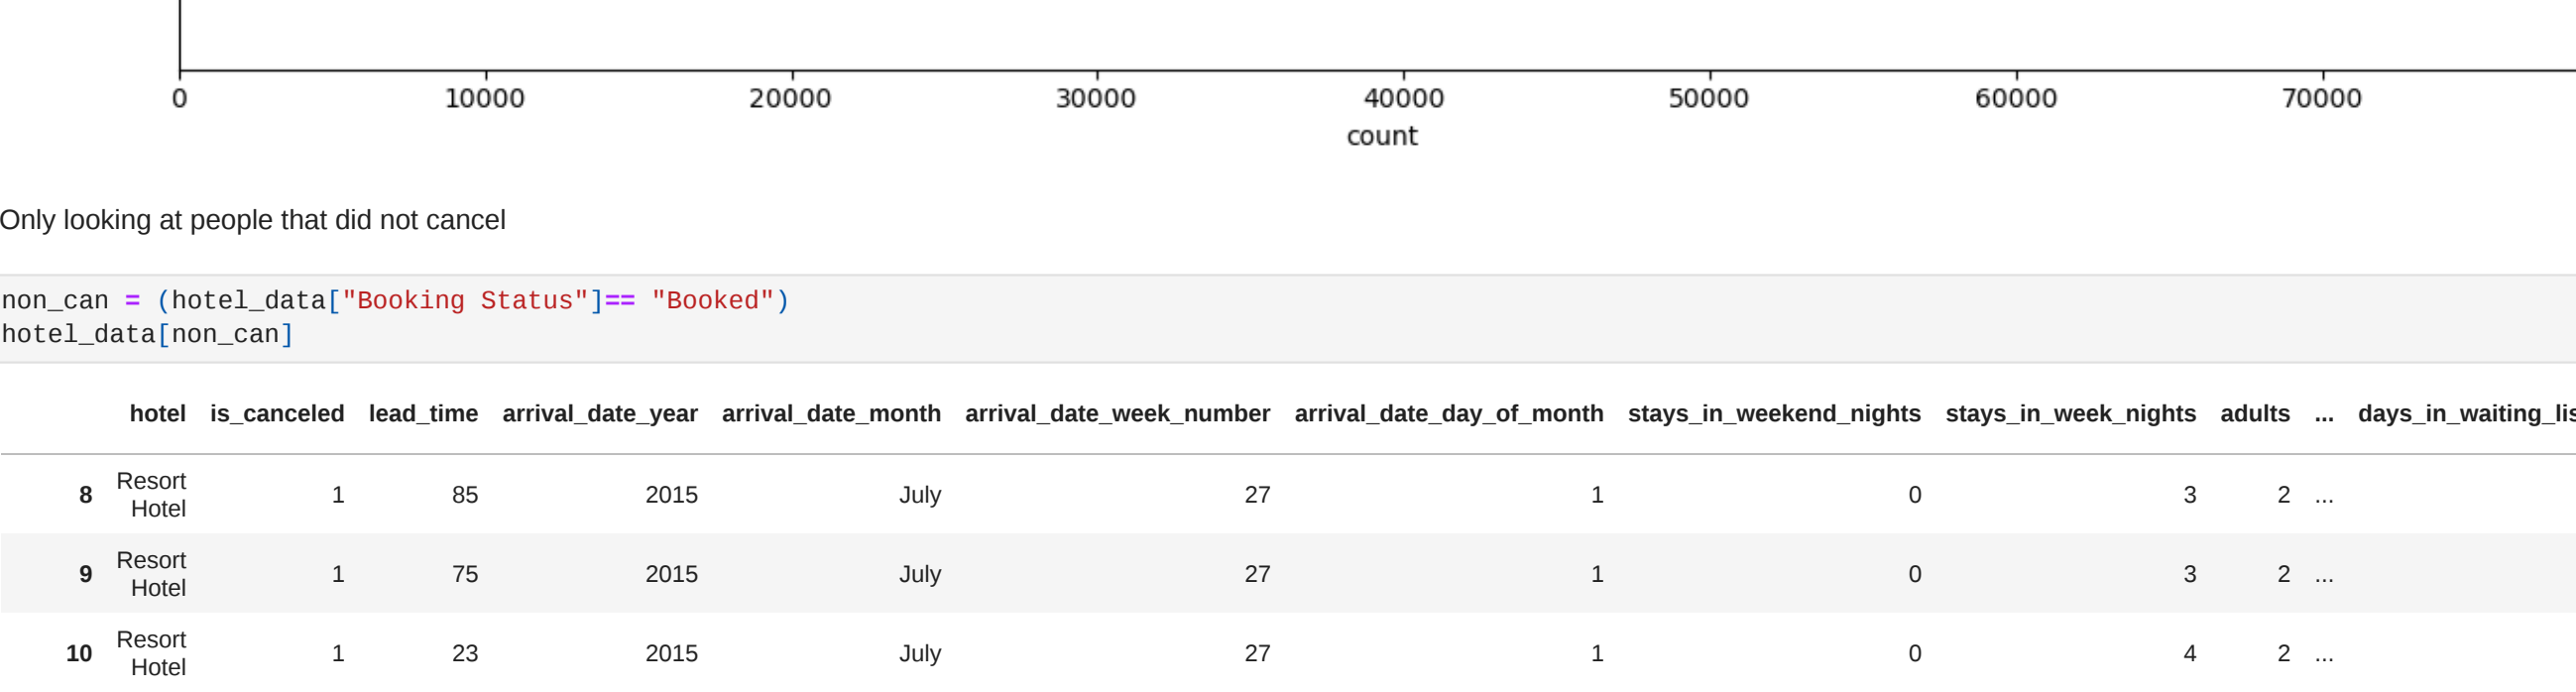 0 10000 20000 30000 40000 50000 60000 70000
count
Only looking at people that did not cancel
non_can = (hotel_data["Booking Status"]== "Booked")
hotel_data[non_can]
hotel is_canceled lead_time arrival_date_year arrival_date_month arrival_date_week_number arrival_date_day_of_month stays_in_weekend_nights stays_in_week_nights adults ... days_in_waiting_lis
8 Resort Hotel 1 85 2015 July 27 1 0 3 2 ...
9 Resort Hotel 1 75 2015 July 27 1 0 3 2 ...
10 Resort Hotel 1 23 2015 July 27 1 0 4 2 ...